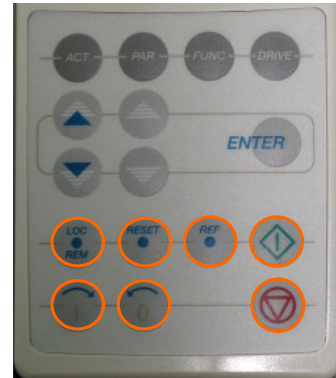 ACT PAR FUNC DRIVE
ENTER
LOC RESET REF
REM
I 0